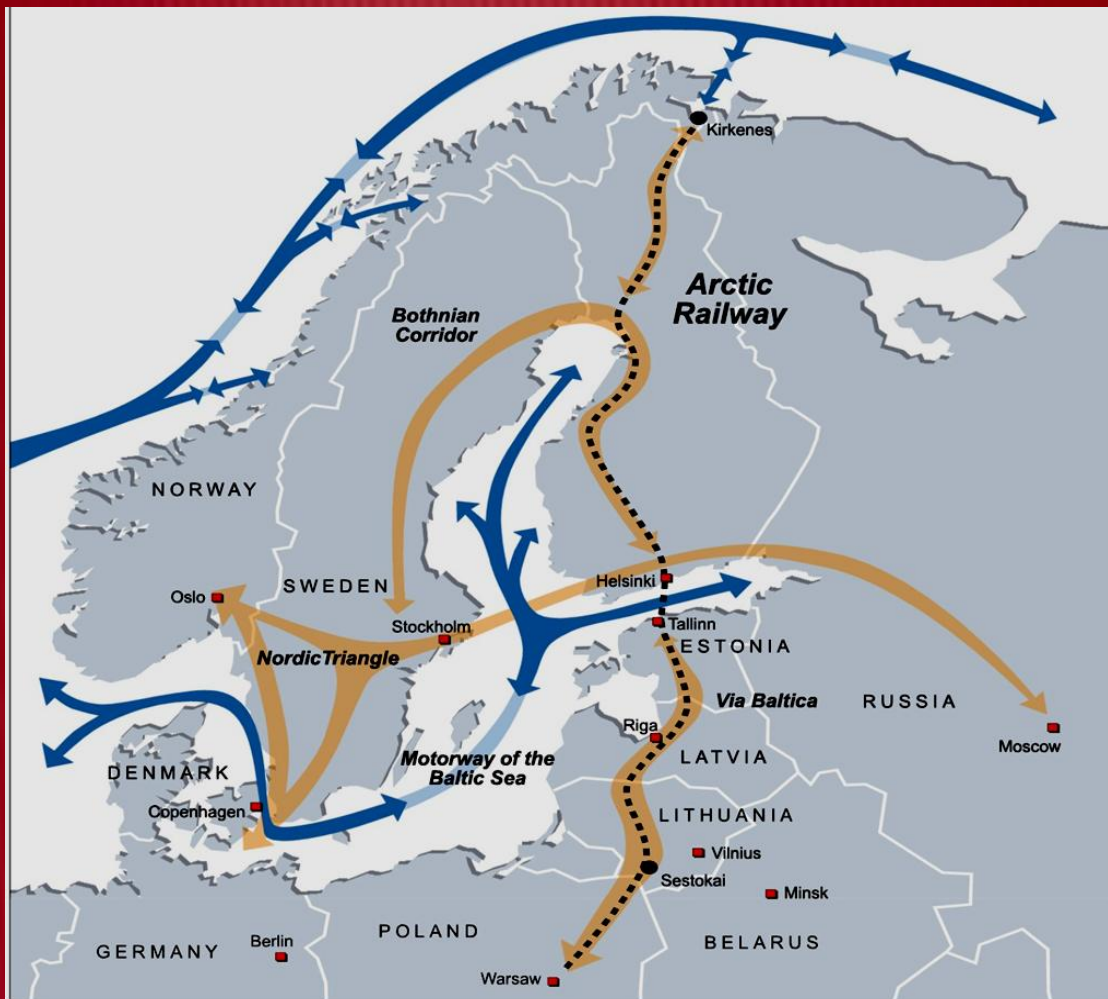 Kirkenes
Arctic
Railway
Bothnian
Corridor
NORWAY
SWEDEN
Helsinki
Oslo
Stockholm
Tallinn
ESTONIA
NordicTriangle
Via Baltica
RUSSIA
Riga
Moscow
LATVIA
Motorway of the
Baltic Sea
DENMARK
Copenhagen
LITHUANIA
Vilnius
Sestokai
Minsk
POLAND
BELARUS
GERMANY
Berlin
Warsaw